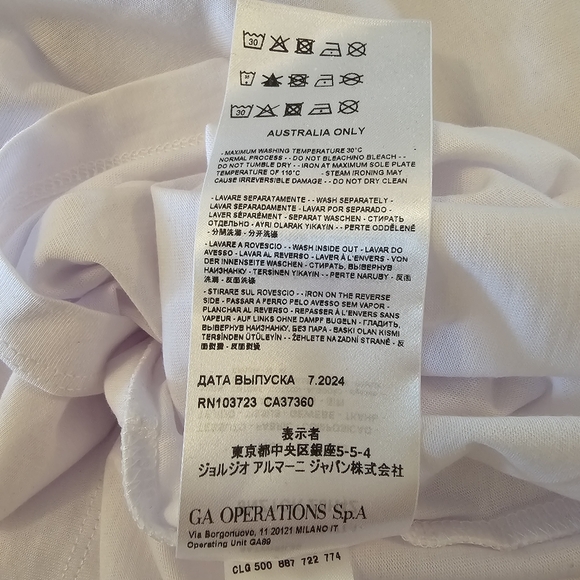 AUSTRALIA ONLY
- MAXIMUM WASHING TEMPERATURE 30°C
NORMAL PROCESS - - DO NOT BLEACHINO BLEACH - -
DO NOT TUMBLE DRY - - IRON AT MAXIMUM SOLE PLATE
TEMPERATURE OF 110°C - STEAM IRONING MAY
CAUSE IRREVERSIBLE DAMAGE - - DO NOT DRY CLEAN
- LAVARE SEPARATAMENTE - - WASH SEPARATELY -
LAVAR SEPARADAMENTE - LAVAR POR SEPARADO -
LAVER SÉPARÉMENT - SEPARAT WASCHEN - СТИРАТЬ
ОТДЕЛЬНО - AYRI OLARAK YIKAYIN - - PERTE ODDĚLENĚ
- 分開洗滌 - 分开洗涤
- LAVARE A ROVESCIO - - WASH INSIDE OUT - LAVAR DO
AVESSO - LAVAR AL REVERSO - LAVER À L'ENVERS - VON
DER INNENSEITE WASCHEN - СТИРАТЬ, ВЫВЕРНУВ
НАИЗНАНКУ - TERSINEN YIKAYIN - - PERTE NARUBY - 反面
洗滌 - 反面洗涤
- STIRARE SUL ROVESCIO - - IRON ON THE REVERSE
SIDE - PASSAR A FERRO PELO AVESSO SEM VAPOR -
PLANCHAR AL REVERSO - REPASSER À L'ENVERS SANS
VAPEUR - AUF LINKS OHNE DAMPF BUGELN - ГЛАДИТЬ,
ВЫВЕРНУВ НАИЗНАНКУ, БЕЗ ПАРА - BASKI OLAN KISMI
TERSİNDEN ÜTÜLEYİN - - ŽEHLETE NA ZADNÍ STRANĚ - 反
面熨燙 - 反面熨烫
ДАТА ВЫПУСКА 7.2024
RN103723 CA37360
表示者
東京都中央区銀座5-5-4
ジョルジオ アルマーニ ジャパン株式会社
GA OPERATIONS S.p.A
Via Borgonuovo, 11 20121 MILANO IT
Operating Unit GA89
CLG 500 887 722 774